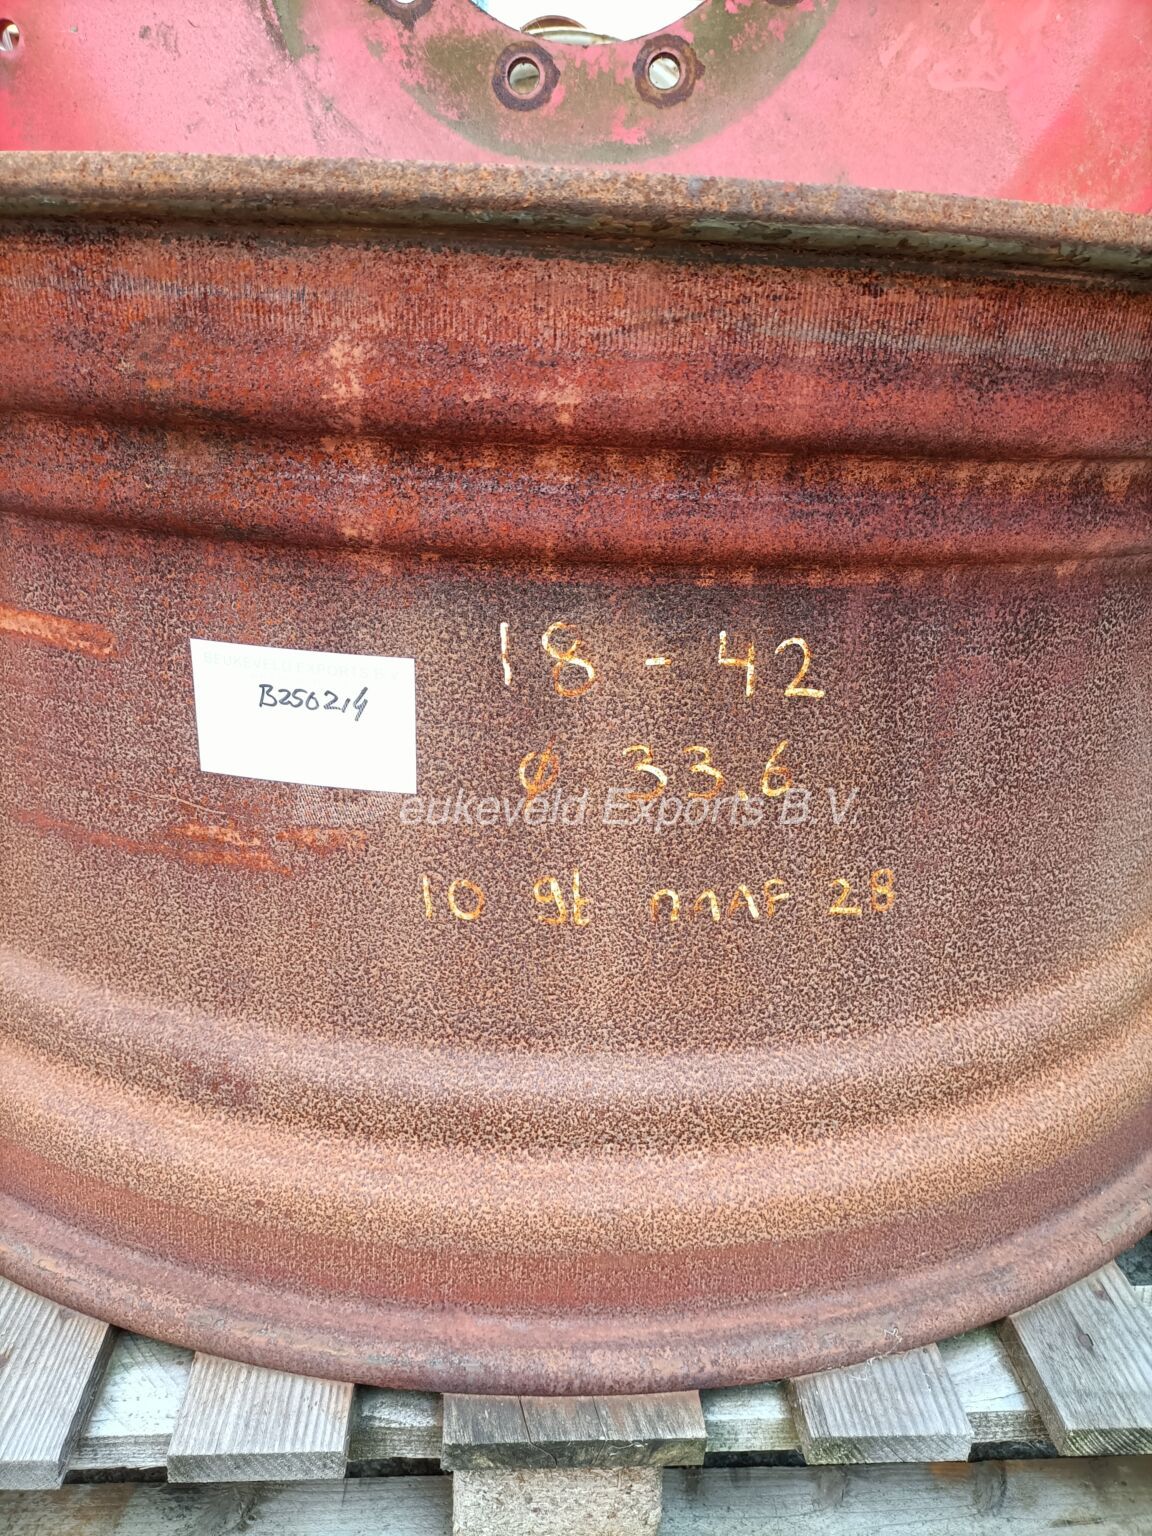 18 - 42
BEUKEVELD EXPORTS B.V.
B250214
ø 33.6
eukeveld Exports B.V.
10 gt naaf 28